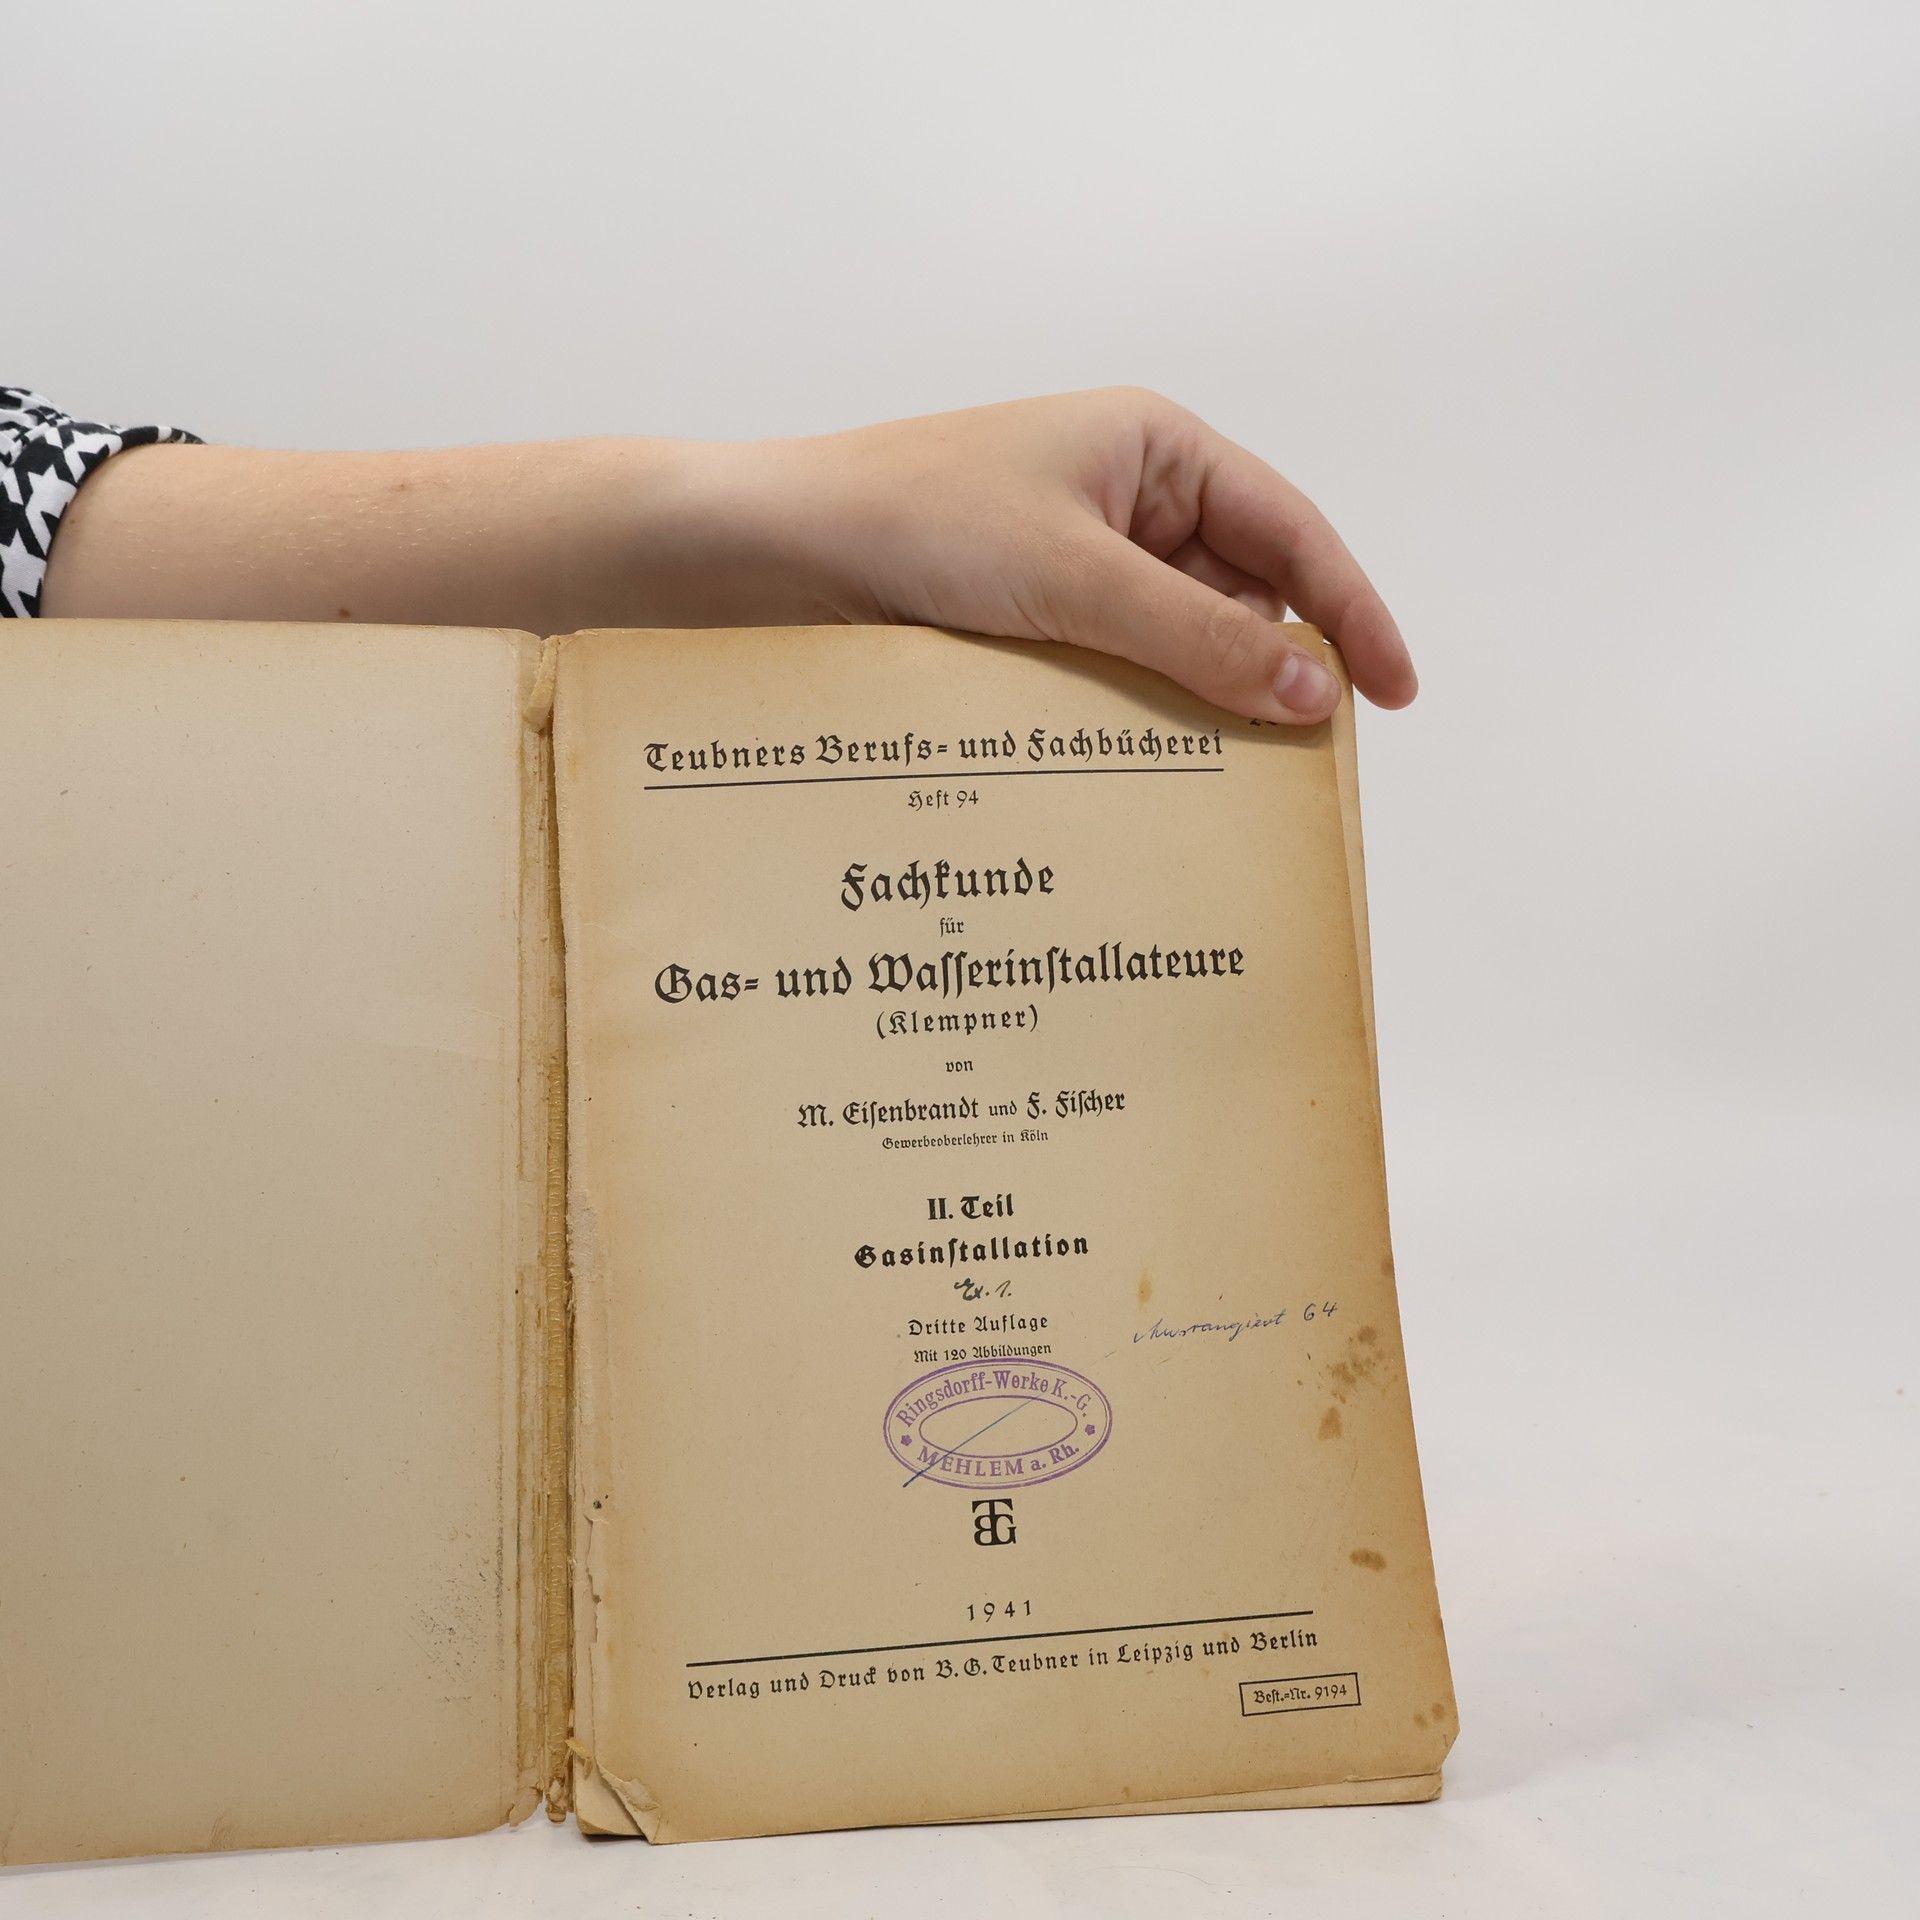 Teubners Berufs- und Fachbücherei
Heft 94
Fachkunde
für
Gas- und Waſſerinſtallateure
(Klempner)
von
M. Eiſenbrandt und F. Fiſcher
Gewerbeoberlehrer in Köln
II. Teil
Gasinſtallation
Ex. 1.
Dritte Auflage
Mit 120 Abbildungen
Ausrangiert 64
Ringsdorff-Werke K.-G.
MEHLEM a. Rh.
BGT
1941
Verlag und Druck von B. G. Teubner in Leipzig und Berlin
Beſt.-Nr. 9194